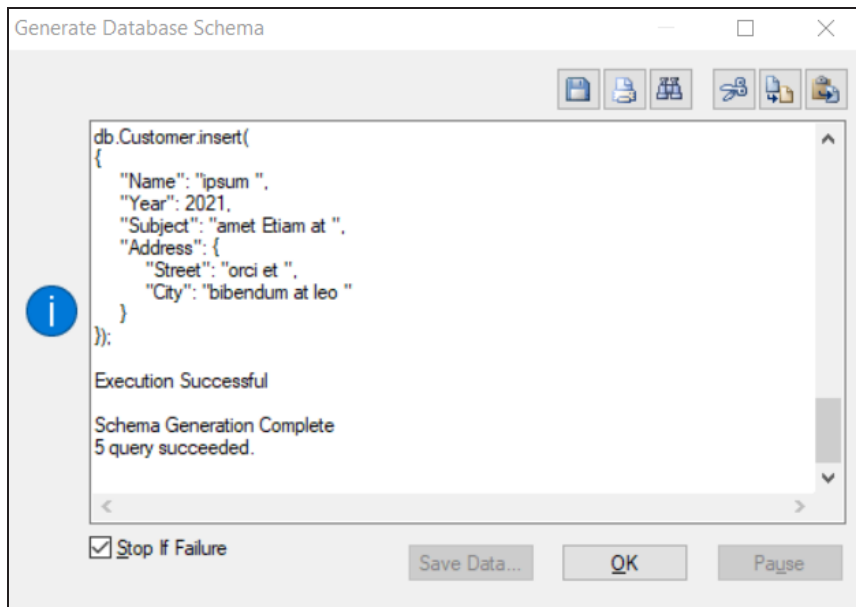 Generate Database Schema
db.Customer.insert(
{
"Name": "ipsum ",
"Year": 2021,
"Subject": "amet Etiam at ",
"Address": {
"Street": "orci et ",
"City": "bibendum at leo "
}
});
Execution Successful
Schema Generation Complete
5 query succeeded.
Stop If Failure
Save Data...
OK
Pause